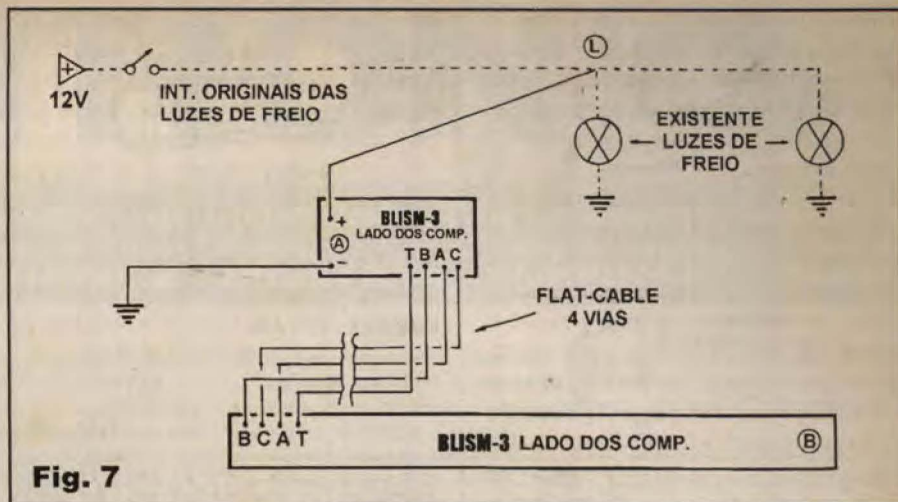 L
+
12V
INT. ORIGINAIS DAS
LUZES DE FREIO
EXISTENTE
LUZES DE
FREIO
+
BLISM-3
LADO DOS COMP.
A
-
T B A C
FLAT-CABLE
4 VIAS
B C A T
BLISM-3 LADO DOS COMP.
B
Fig. 7